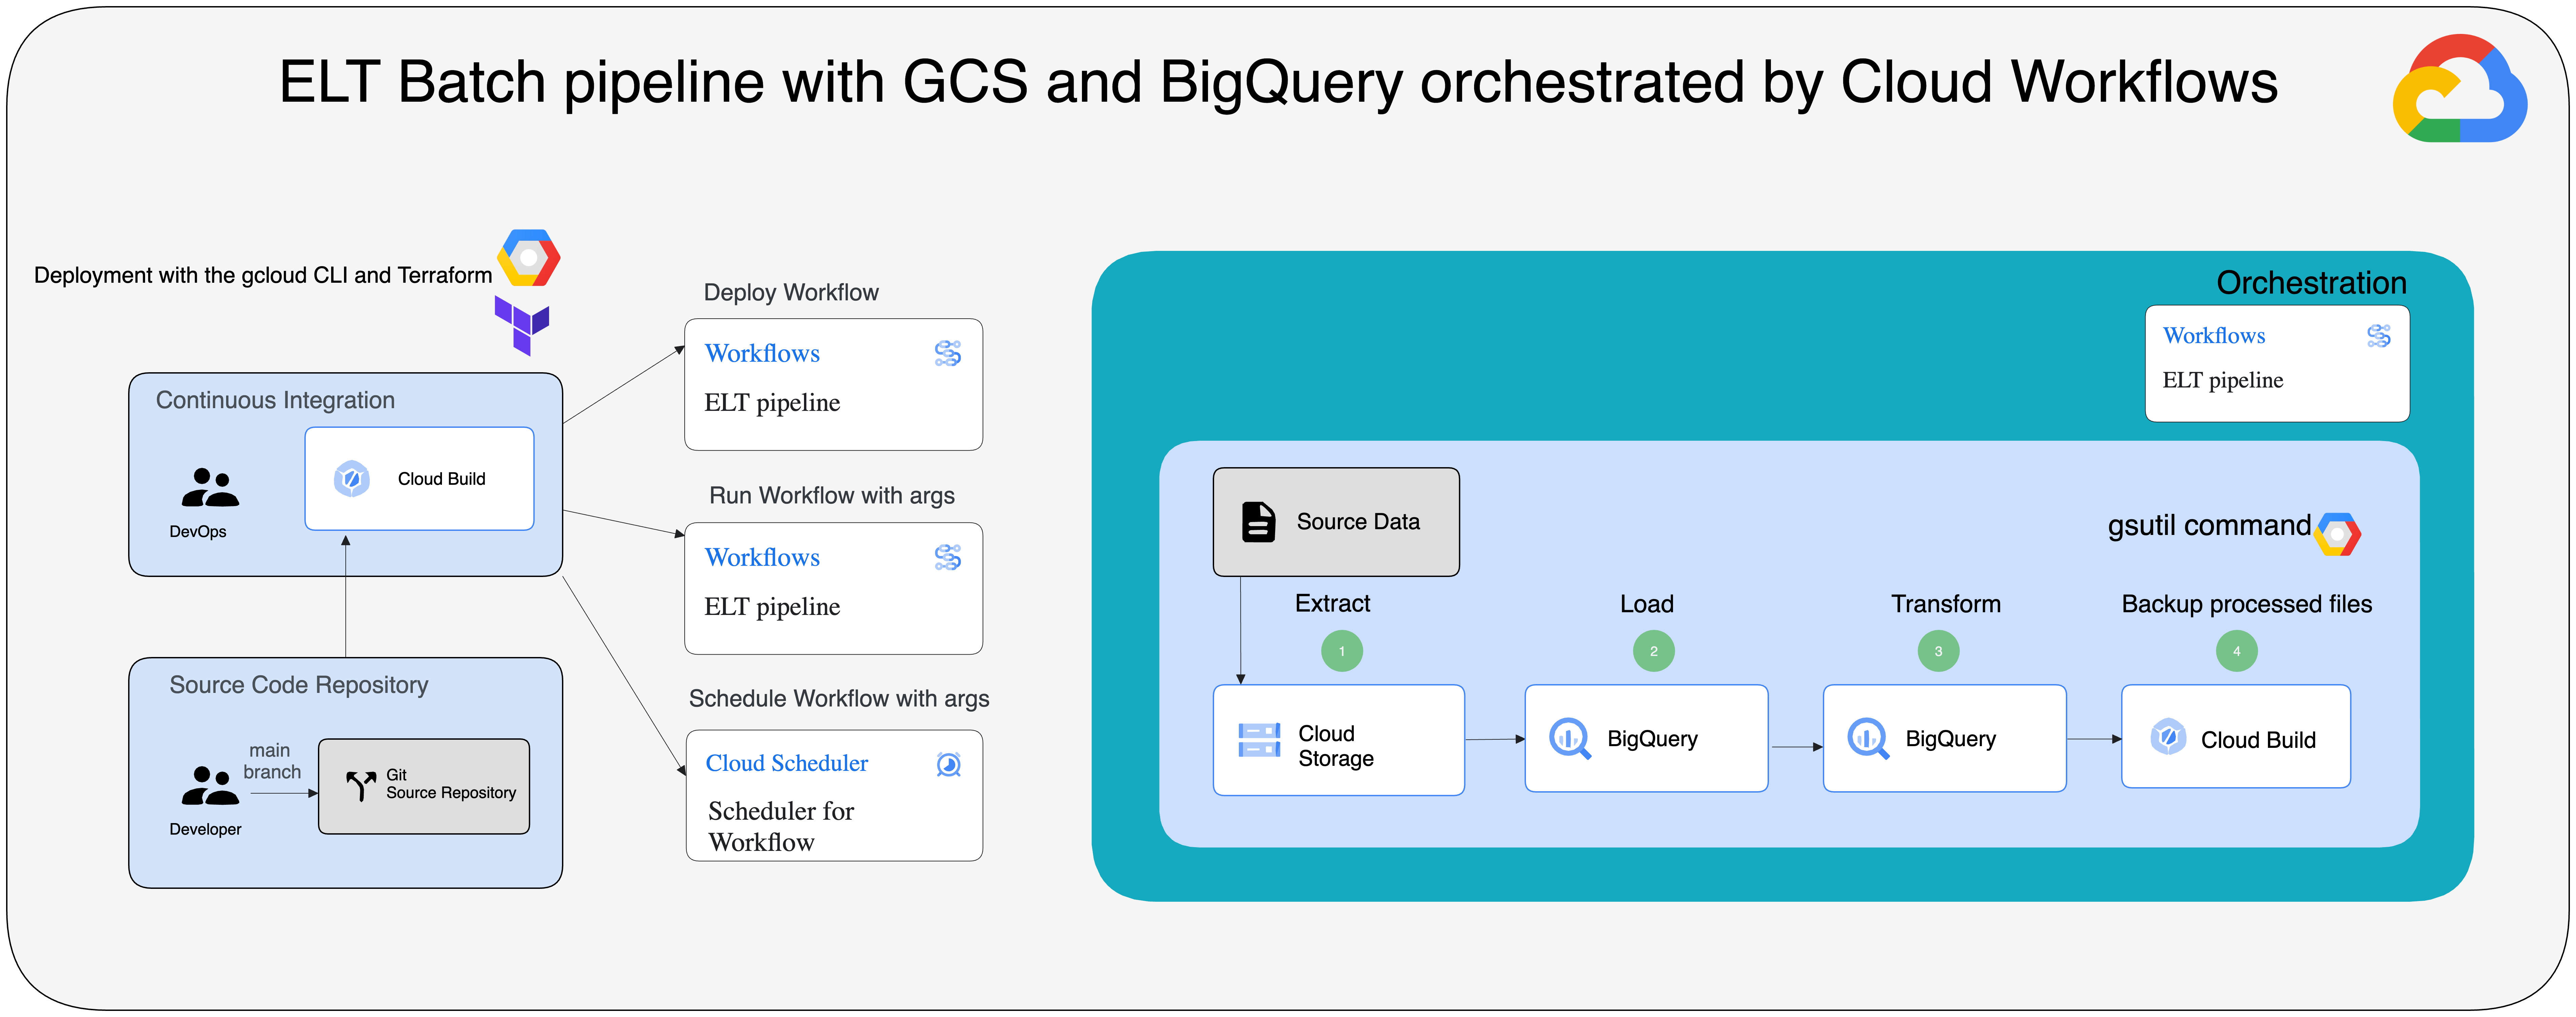 ELT Batch pipeline with GCS and BigQuery orchestrated by Cloud Workflows
Deployment with the gcloud CLI and Terraform
Continuous Integration
Cloud Build
DevOps
Source Code Repository
main
branch
Git
Source Repository
Developer
Deploy Workflow
Workflows
ELT pipeline
Run Workflow with args
Workflows
ELT pipeline
Schedule Workflow with args
Cloud Scheduler
Scheduler for
Workflow
Orchestration
Workflows
ELT pipeline
Source Data
gsutil command
Extract
1
Cloud
Storage
Load
2
BigQuery
Transform
3
BigQuery
Backup processed files
4
Cloud Build